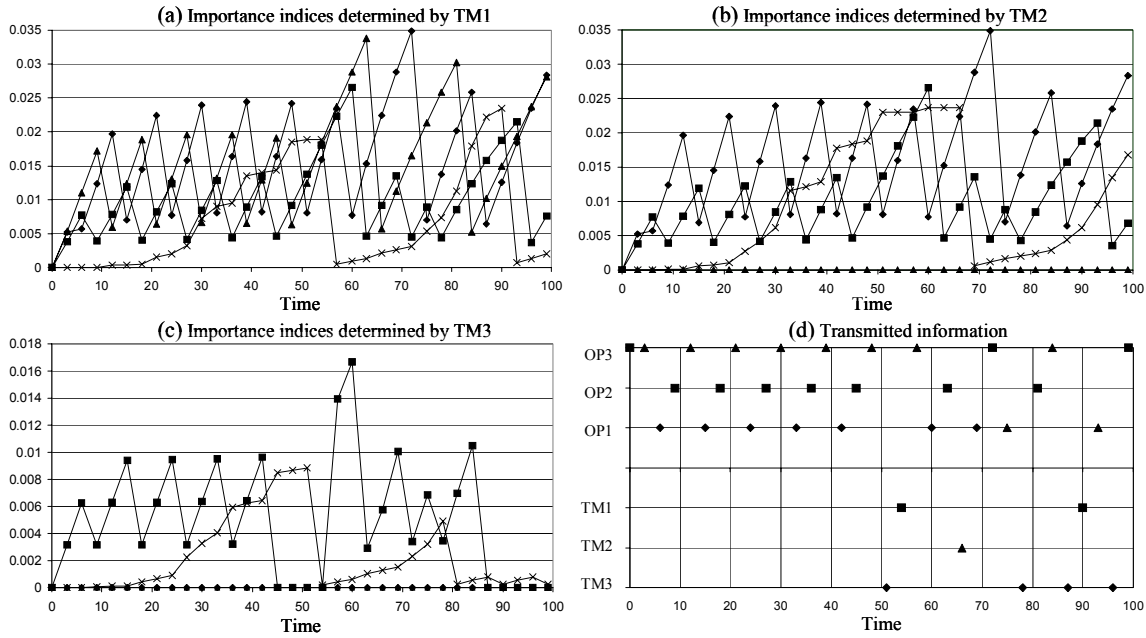 (a) Importance indices determined by TM1
0.035
0.03
0.025
0.02
0.015
0.01
0.005
0
0 10 20 30 40 50 60 70 80 90 100
Time
(b) Importance indices determined by TM2
0.035
0.03
0.025
0.02
0.015
0.01
0.005
0
0 10 20 30 40 50 60 70 80 90 100
Time
(c) Importance indices determined by TM3
0.018
0.016
0.014
0.012
0.01
0.008
0.006
0.004
0.002
0
0 10 20 30 40 50 60 70 80 90 100
Time
(d) Transmitted information
OP3
OP2
OP1
TM1
TM2
TM3
0 10 20 30 40 50 60 70 80 90 100
Time